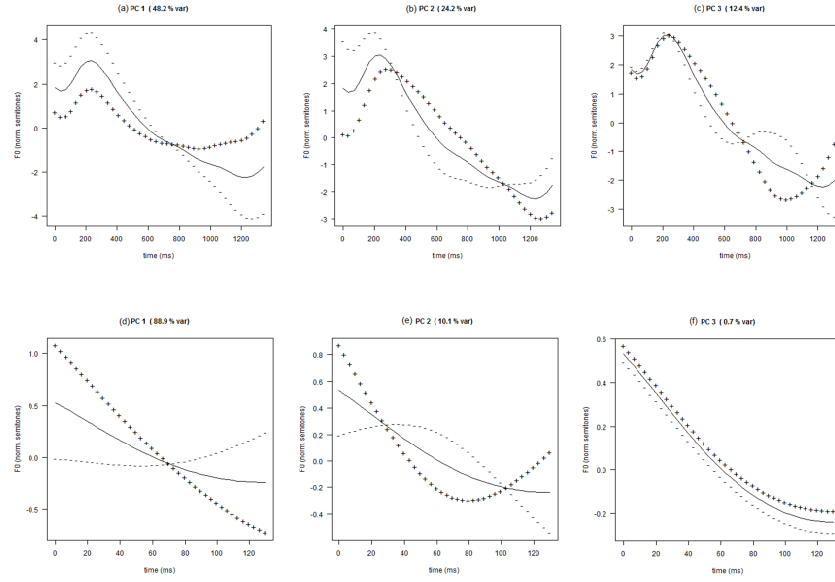 (a) PC 1 ( 48.2 % var)
(b) PC 2 ( 24.2 % var)
(c) PC 3 ( 12.4 % var)
F0 (norm. semitones)
4
2
0
-2
-4
0 200 400 600 800 1000 1200
time (ms)
F0 (norm. semitones)
3
2
1
0
-1
-2
-3
0 200 400 600 800 1000 1200
time (ms)
F0 (norm. semitones)
3
2
1
0
-1
-2
-3
0 200 400 600 800 1000 1200
time (ms)
(d) PC 1 ( 88.9 % var)
(e) PC 2 ( 10.1 % var)
(f) PC 3 ( 0.7 % var)
F0 (norm. semitones)
1.0
0.5
0.0
-0.5
0 20 40 60 80 100 120
time (ms)
F0 (norm. semitones)
0.8
0.6
0.4
0.2
0.0
-0.2
-0.4
0 20 40 60 80 100 120
time (ms)
F0 (norm. semitones)
0.2
0.0
-0.2
0 20 40 60 80 100 120
time (ms)